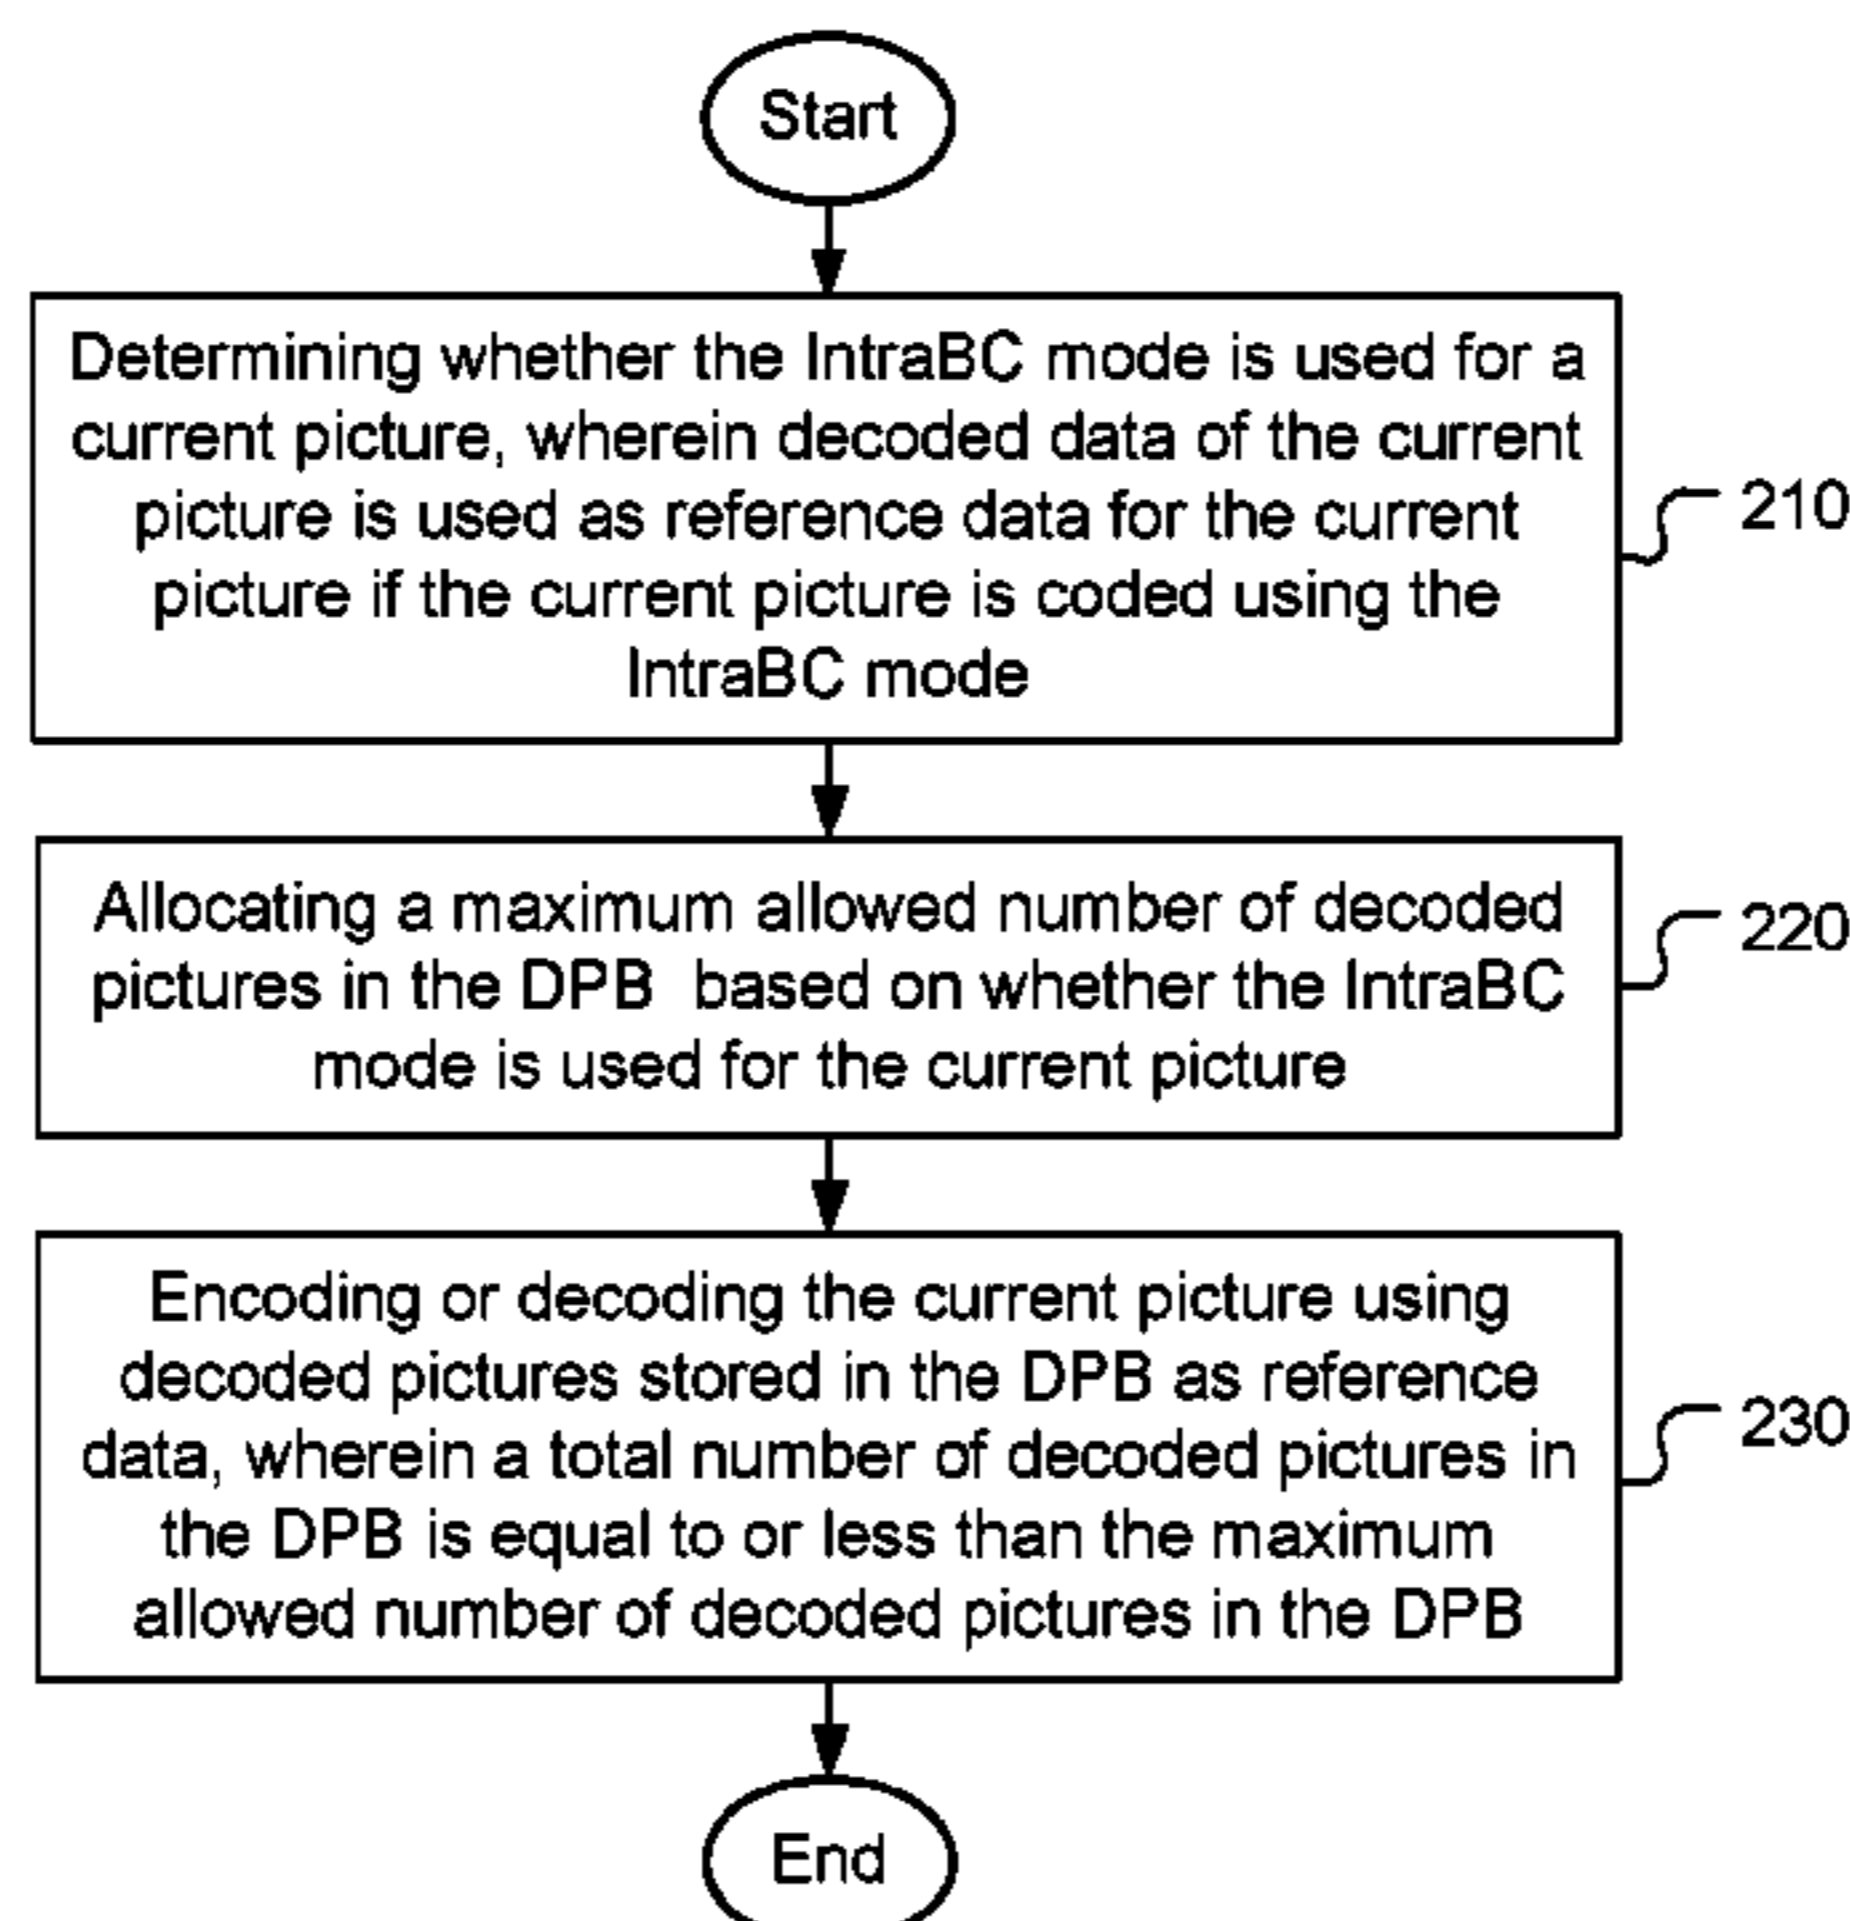 Start
Determining whether the IntraBC mode is used for a
current picture, wherein decoded data of the current
picture is used as reference data for the current
picture if the current picture is coded using the
IntraBC mode
210
Allocating a maximum allowed number of decoded
pictures in the DPB based on whether the IntraBC
mode is used for the current picture
220
Encoding or decoding the current picture using
decoded pictures stored in the DPB as reference
data, wherein a total number of decoded pictures in
the DPB is equal to or less than the maximum
allowed number of decoded pictures in the DPB
230
End